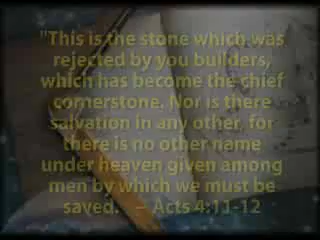 "This is the stone which was
rejected by you builders,
which has become the chief
cornerstone. Nor is there
salvation in any other, for
there is no other name
under heaven given among
men by which we must be
saved." – Acts 4:11-12